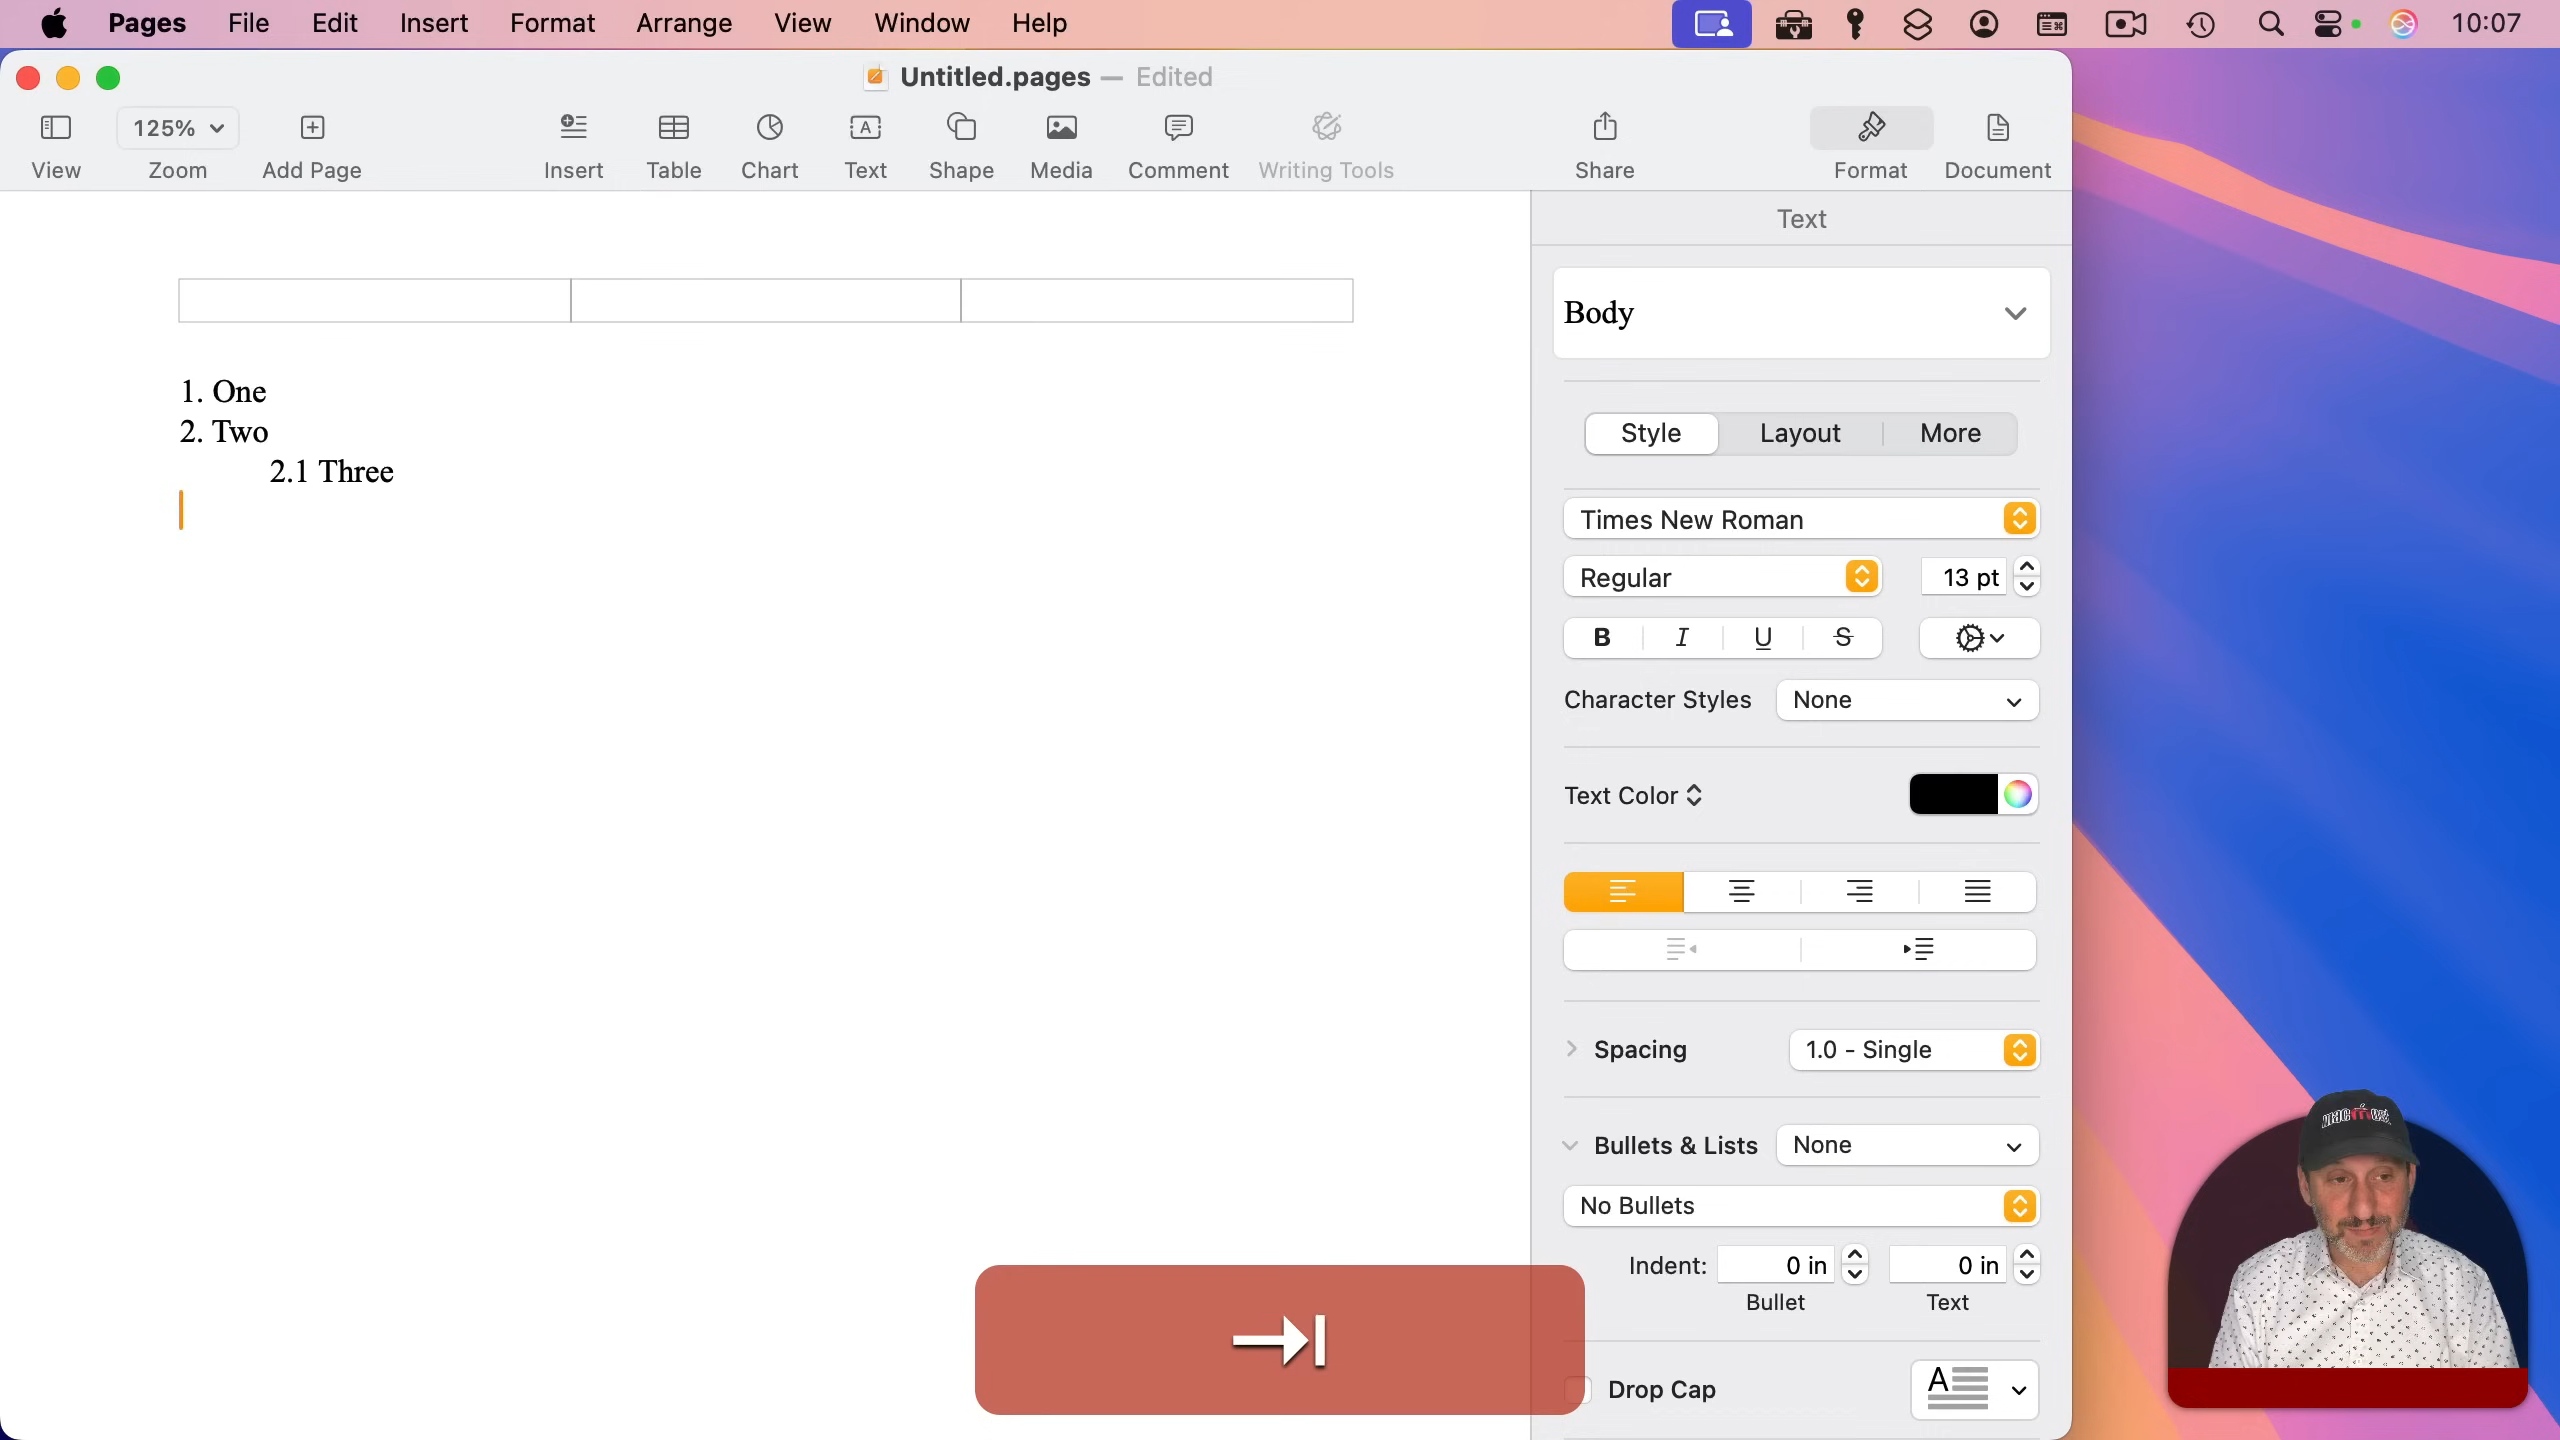 Pages File Edit Insert Format Arrange View Window Help 10:07
Untitled.pages — Edited
125%
View Zoom Add Page Insert Table Chart Text Shape Media Comment Writing Tools Share Format Document
Text
Body
Style Layout More
1. One
2. Two
2.1 Three
Times New Roman
Regular 13 pt
B I U S
Character Styles None
Text Color
Spacing 1.0 - Single
Bullets & Lists None
No Bullets
Indent: 0 in 0 in
Bullet Text
Drop Cap
macmost